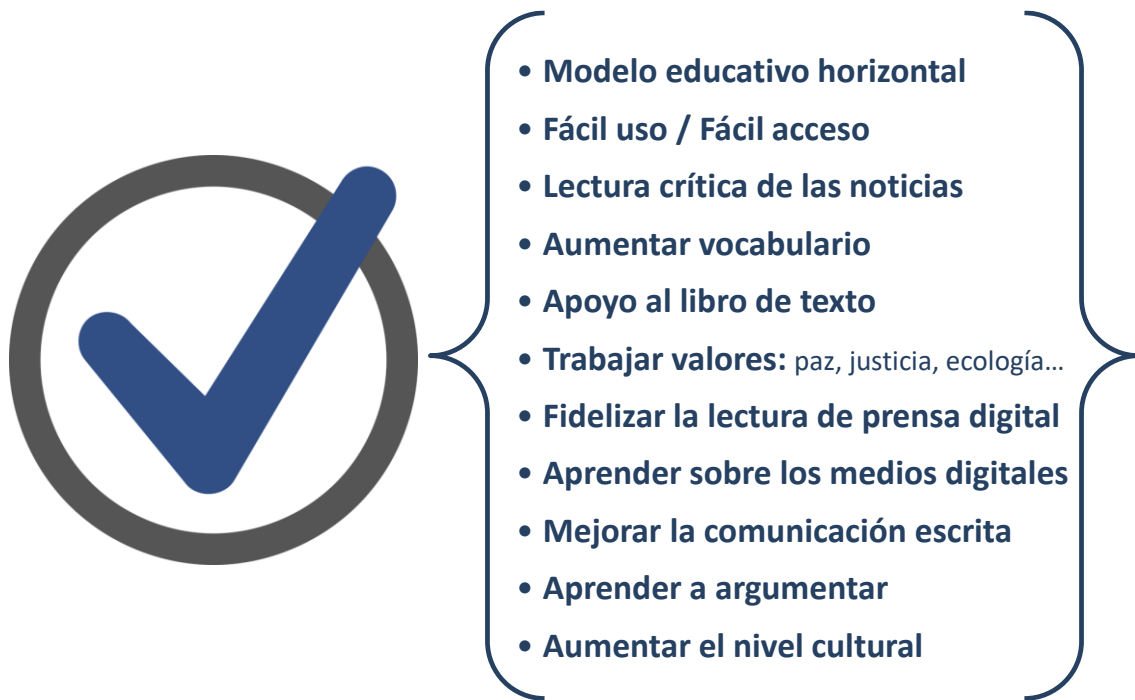 • Modelo educativo horizontal
• Fácil uso / Fácil acceso
• Lectura crítica de las noticias
• Aumentar vocabulario
• Apoyo al libro de texto
• Trabajar valores: paz, justicia, ecología…
• Fidelizar la lectura de prensa digital
• Aprender sobre los medios digitales
• Mejorar la comunicación escrita
• Aprender a argumentar
• Aumentar el nivel cultural